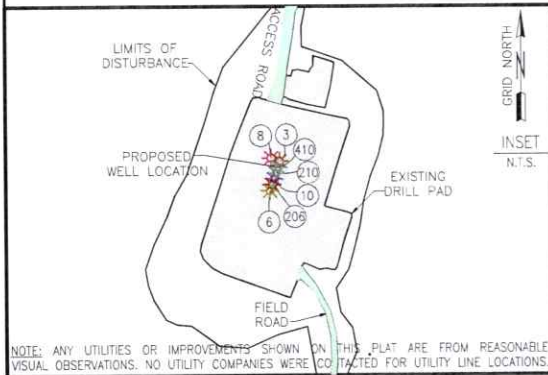 ACCESS ROAD
LIMITS OF
DISTURBANCE
GRID NORTH
N
INSET
N.T.S.
8
3
410
PROPOSED
WELL LOCATION
210
EXISTING
DRILL PAD
10
206
6
FIELD
ROAD
NOTE: ANY UTILITIES OR IMPROVEMENTS SHOWN ON THIS PLAT ARE FROM REASONABLE
VISUAL OBSERVATIONS. NO UTILITY COMPANIES WERE CONTACTED FOR UTILITY LINE LOCATIONS.